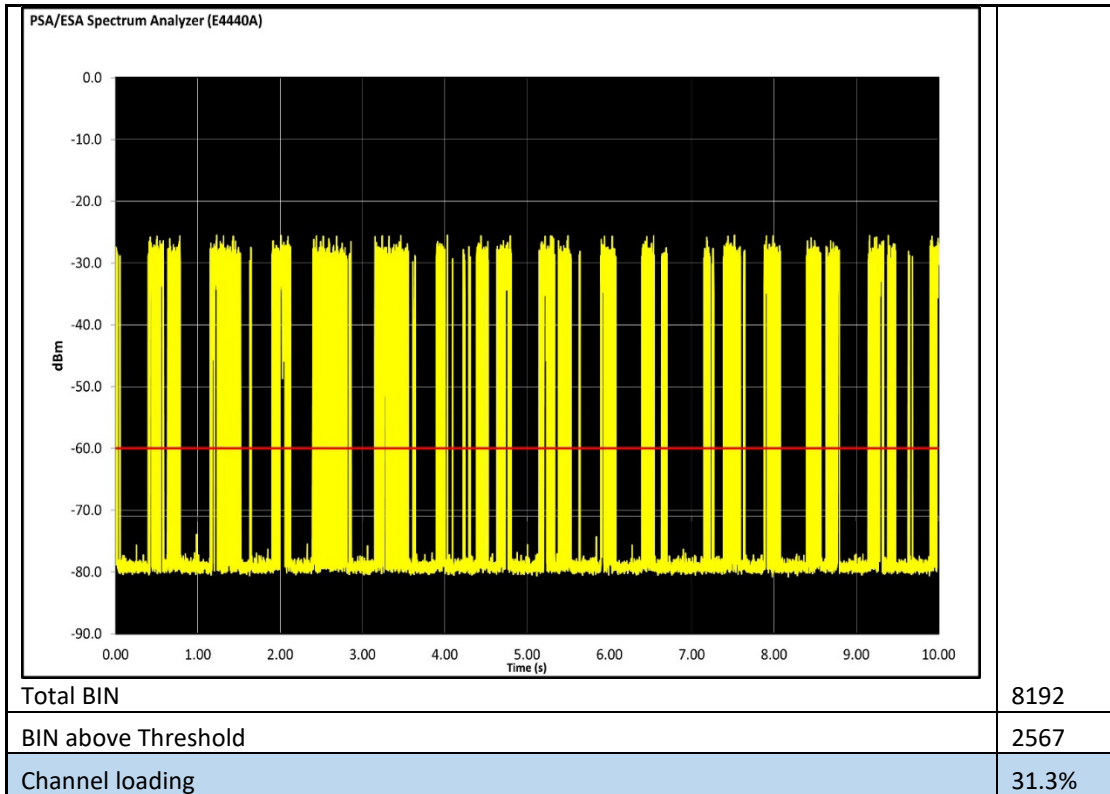 PSA/ESA Spectrum Analyzer (E4440A)
0.0
-10.0
-20.0
-30.0
-40.0
-50.0
-60.0
-70.0
-80.0
-90.0
dBm
0.00 1.00 2.00 3.00 4.00 5.00 6.00 7.00 8.00 9.00 10.00
Time (s)
Total BIN 8192
BIN above Threshold 2567
Channel loading 31.3%